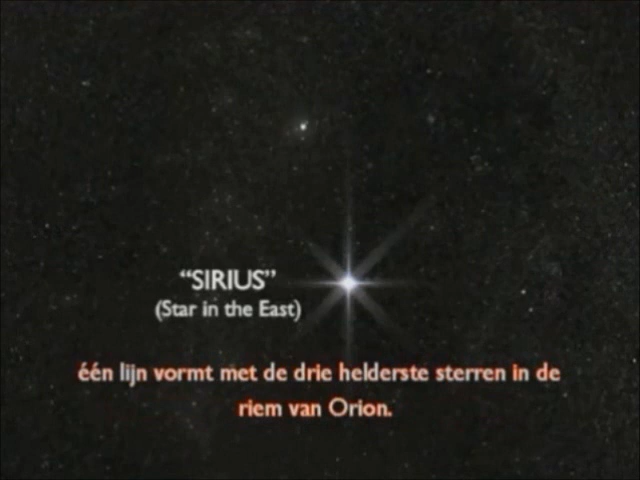 “SIRIUS”
(Star in the East)
één lijn vormt met de drie helderste sterren in de
riem van Orion.